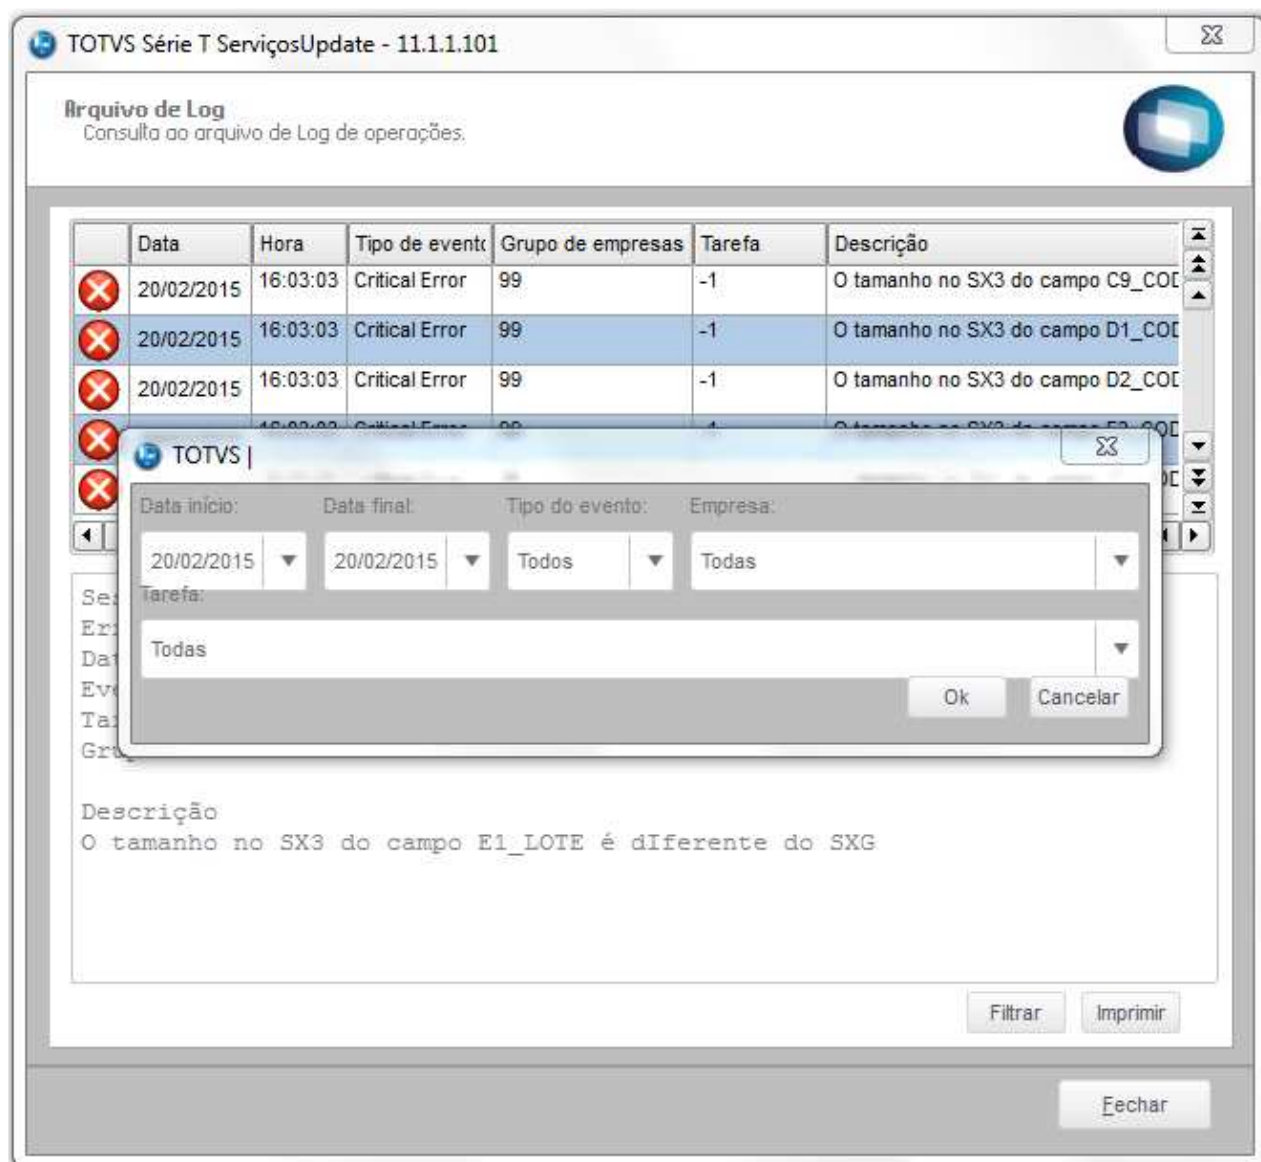 TOTVS Série T ServiçosUpdate - 11.1.1.101
Arquivo de Log
Consulta ao arquivo de Log de operações.
Data Hora Tipo de evento Grupo de empresas Tarefa Descrição
20/02/2015 16:03:03 Critical Error 99 -1 O tamanho no SX3 do campo C9_COD
20/02/2015 16:03:03 Critical Error 99 -1 O tamanho no SX3 do campo D1_COD
20/02/2015 16:03:03 Critical Error 99 -1 O tamanho no SX3 do campo D2_COD
TOTVS |
Data início: Data final: Tipo do evento: Empresa:
20/02/2015 20/02/2015 Todos Todas
Tarefa:
Todas
Ok Cancelar
Descrição
O tamanho no SX3 do campo E1_LOTE é dIferente do SXG
Filtrar Imprimir
Fechar